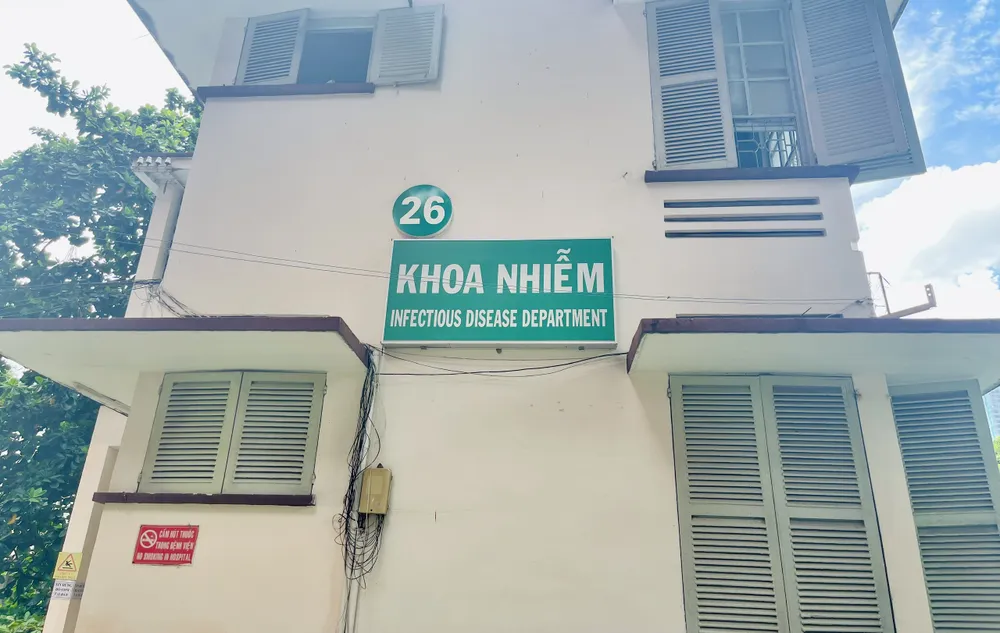 26
KHOA NHIỄM
INFECTIOUS DISEASE DEPARTMENT
CẤM HÚT THUỐC
TRONG BỆNH VIỆN
NO SMOKING IN HOSPITAL